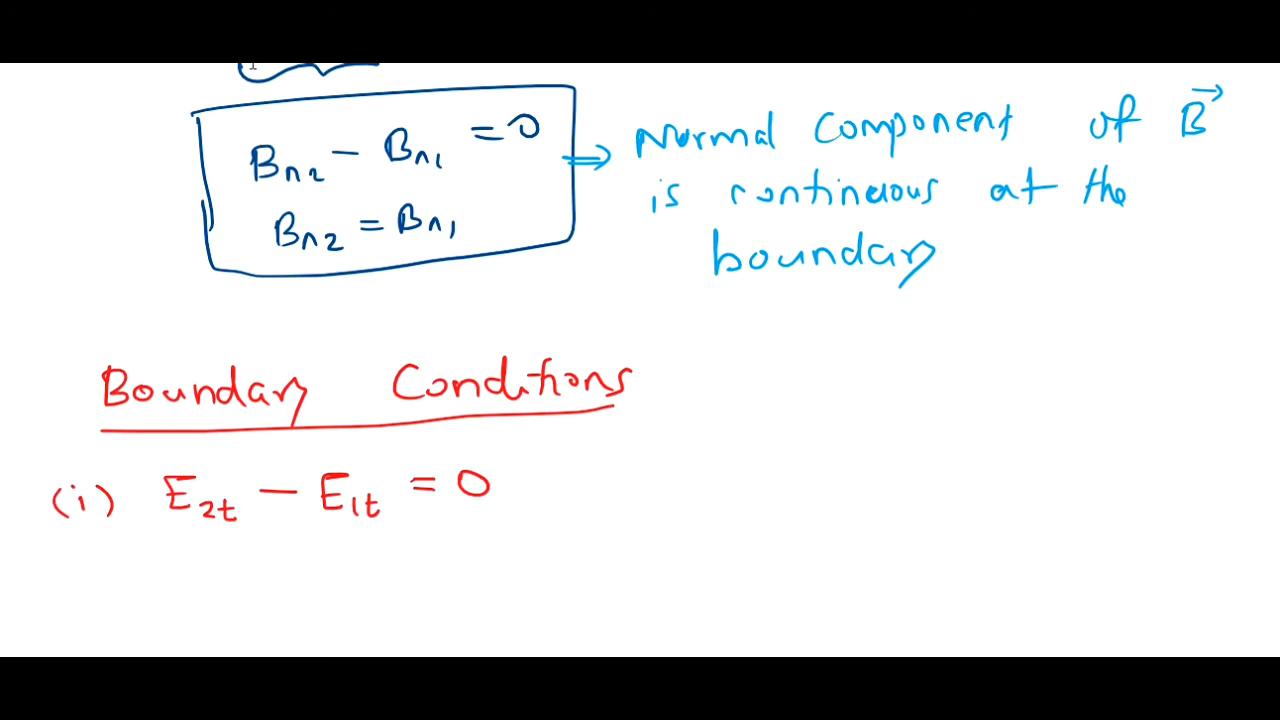 Bn2 - Bn1 = 0 ⇒ Normal component of B⃗
Bn2 = Bn1 is continuous at the
boundary
Boundary Conditions
(i) E2t - E1t = 0